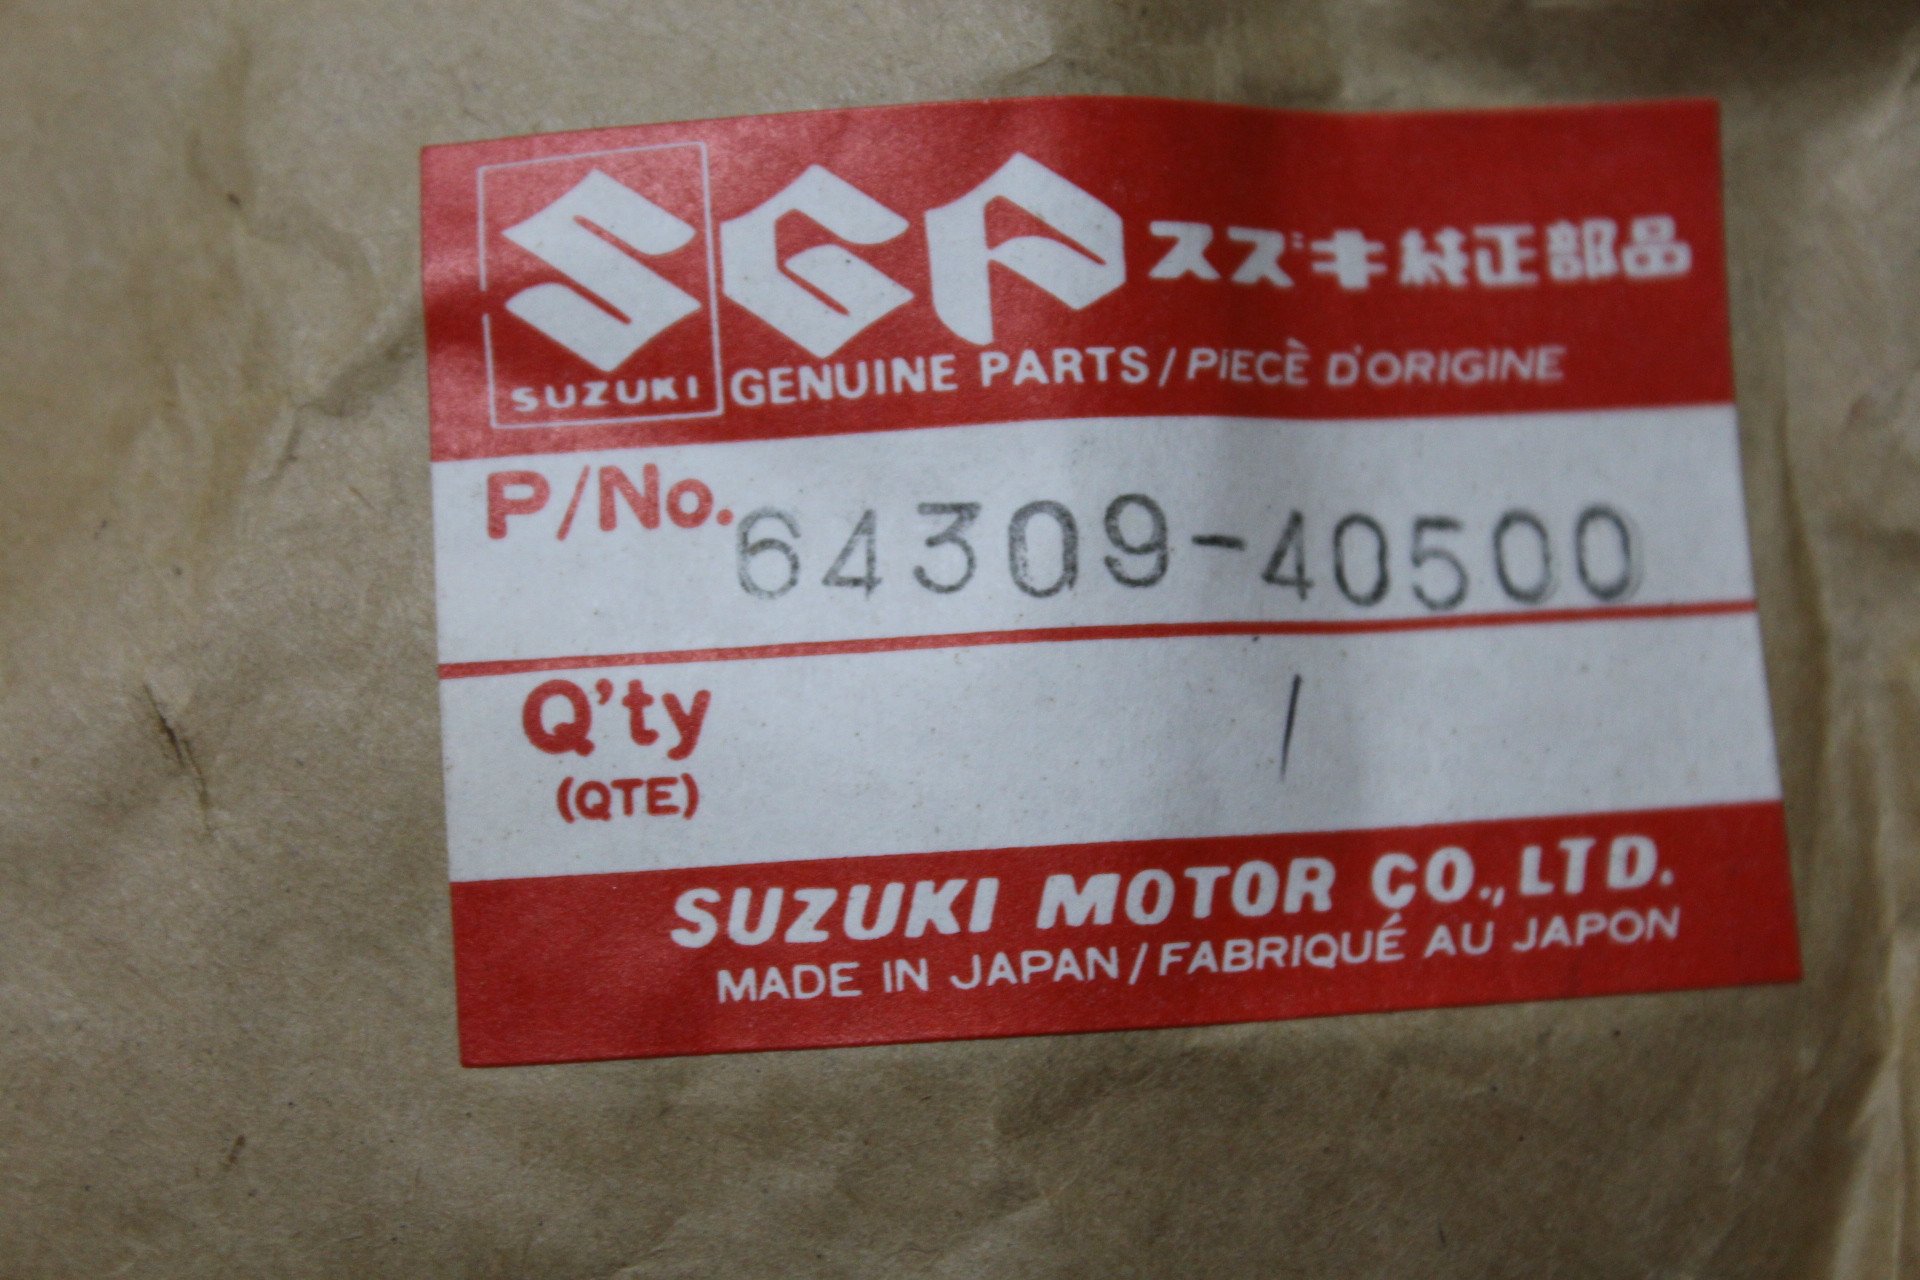 SUZUKI
SGP スズキ純正部品
GENUINE PARTS / PIECÈ D'ORIGINE
P/No. 64309-40500
Q'ty 1
(QTE)
SUZUKI MOTOR CO., LTD.
MADE IN JAPAN / FABRIQUÉ AU JAPON